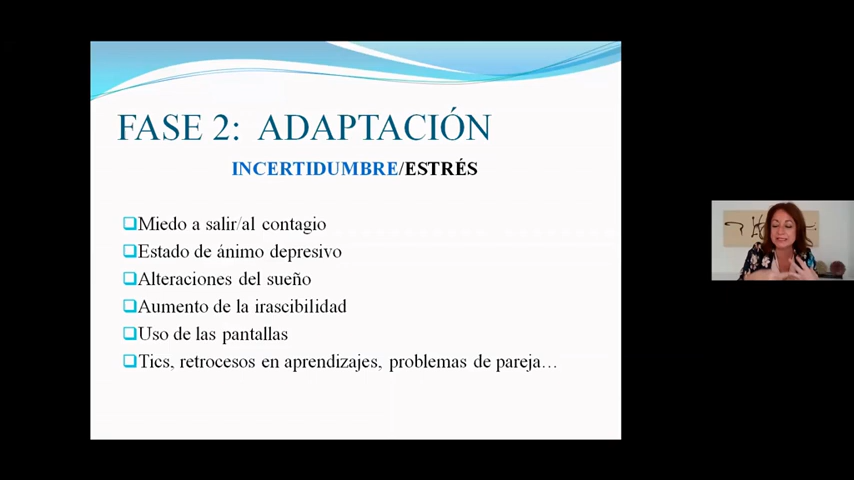 FASE 2: ADAPTACIÓN
INCERTIDUMBRE/ESTRÉS
Miedo a salir/al contagio
Estado de ánimo depresivo
Alteraciones del sueño
Aumento de la irascibilidad
Uso de las pantallas
Tics, retrocesos en aprendizajes, problemas de pareja…